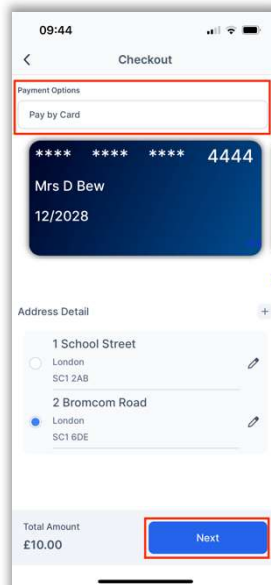 09:44
Checkout
Payment Options
Pay by Card
**** **** **** 4444
Mrs D Bew
12/2028
Address Detail +
1 School Street
London
SC1 2AB
2 Bromcom Road
London
SC1 6DE
Total Amount
£10.00
Next